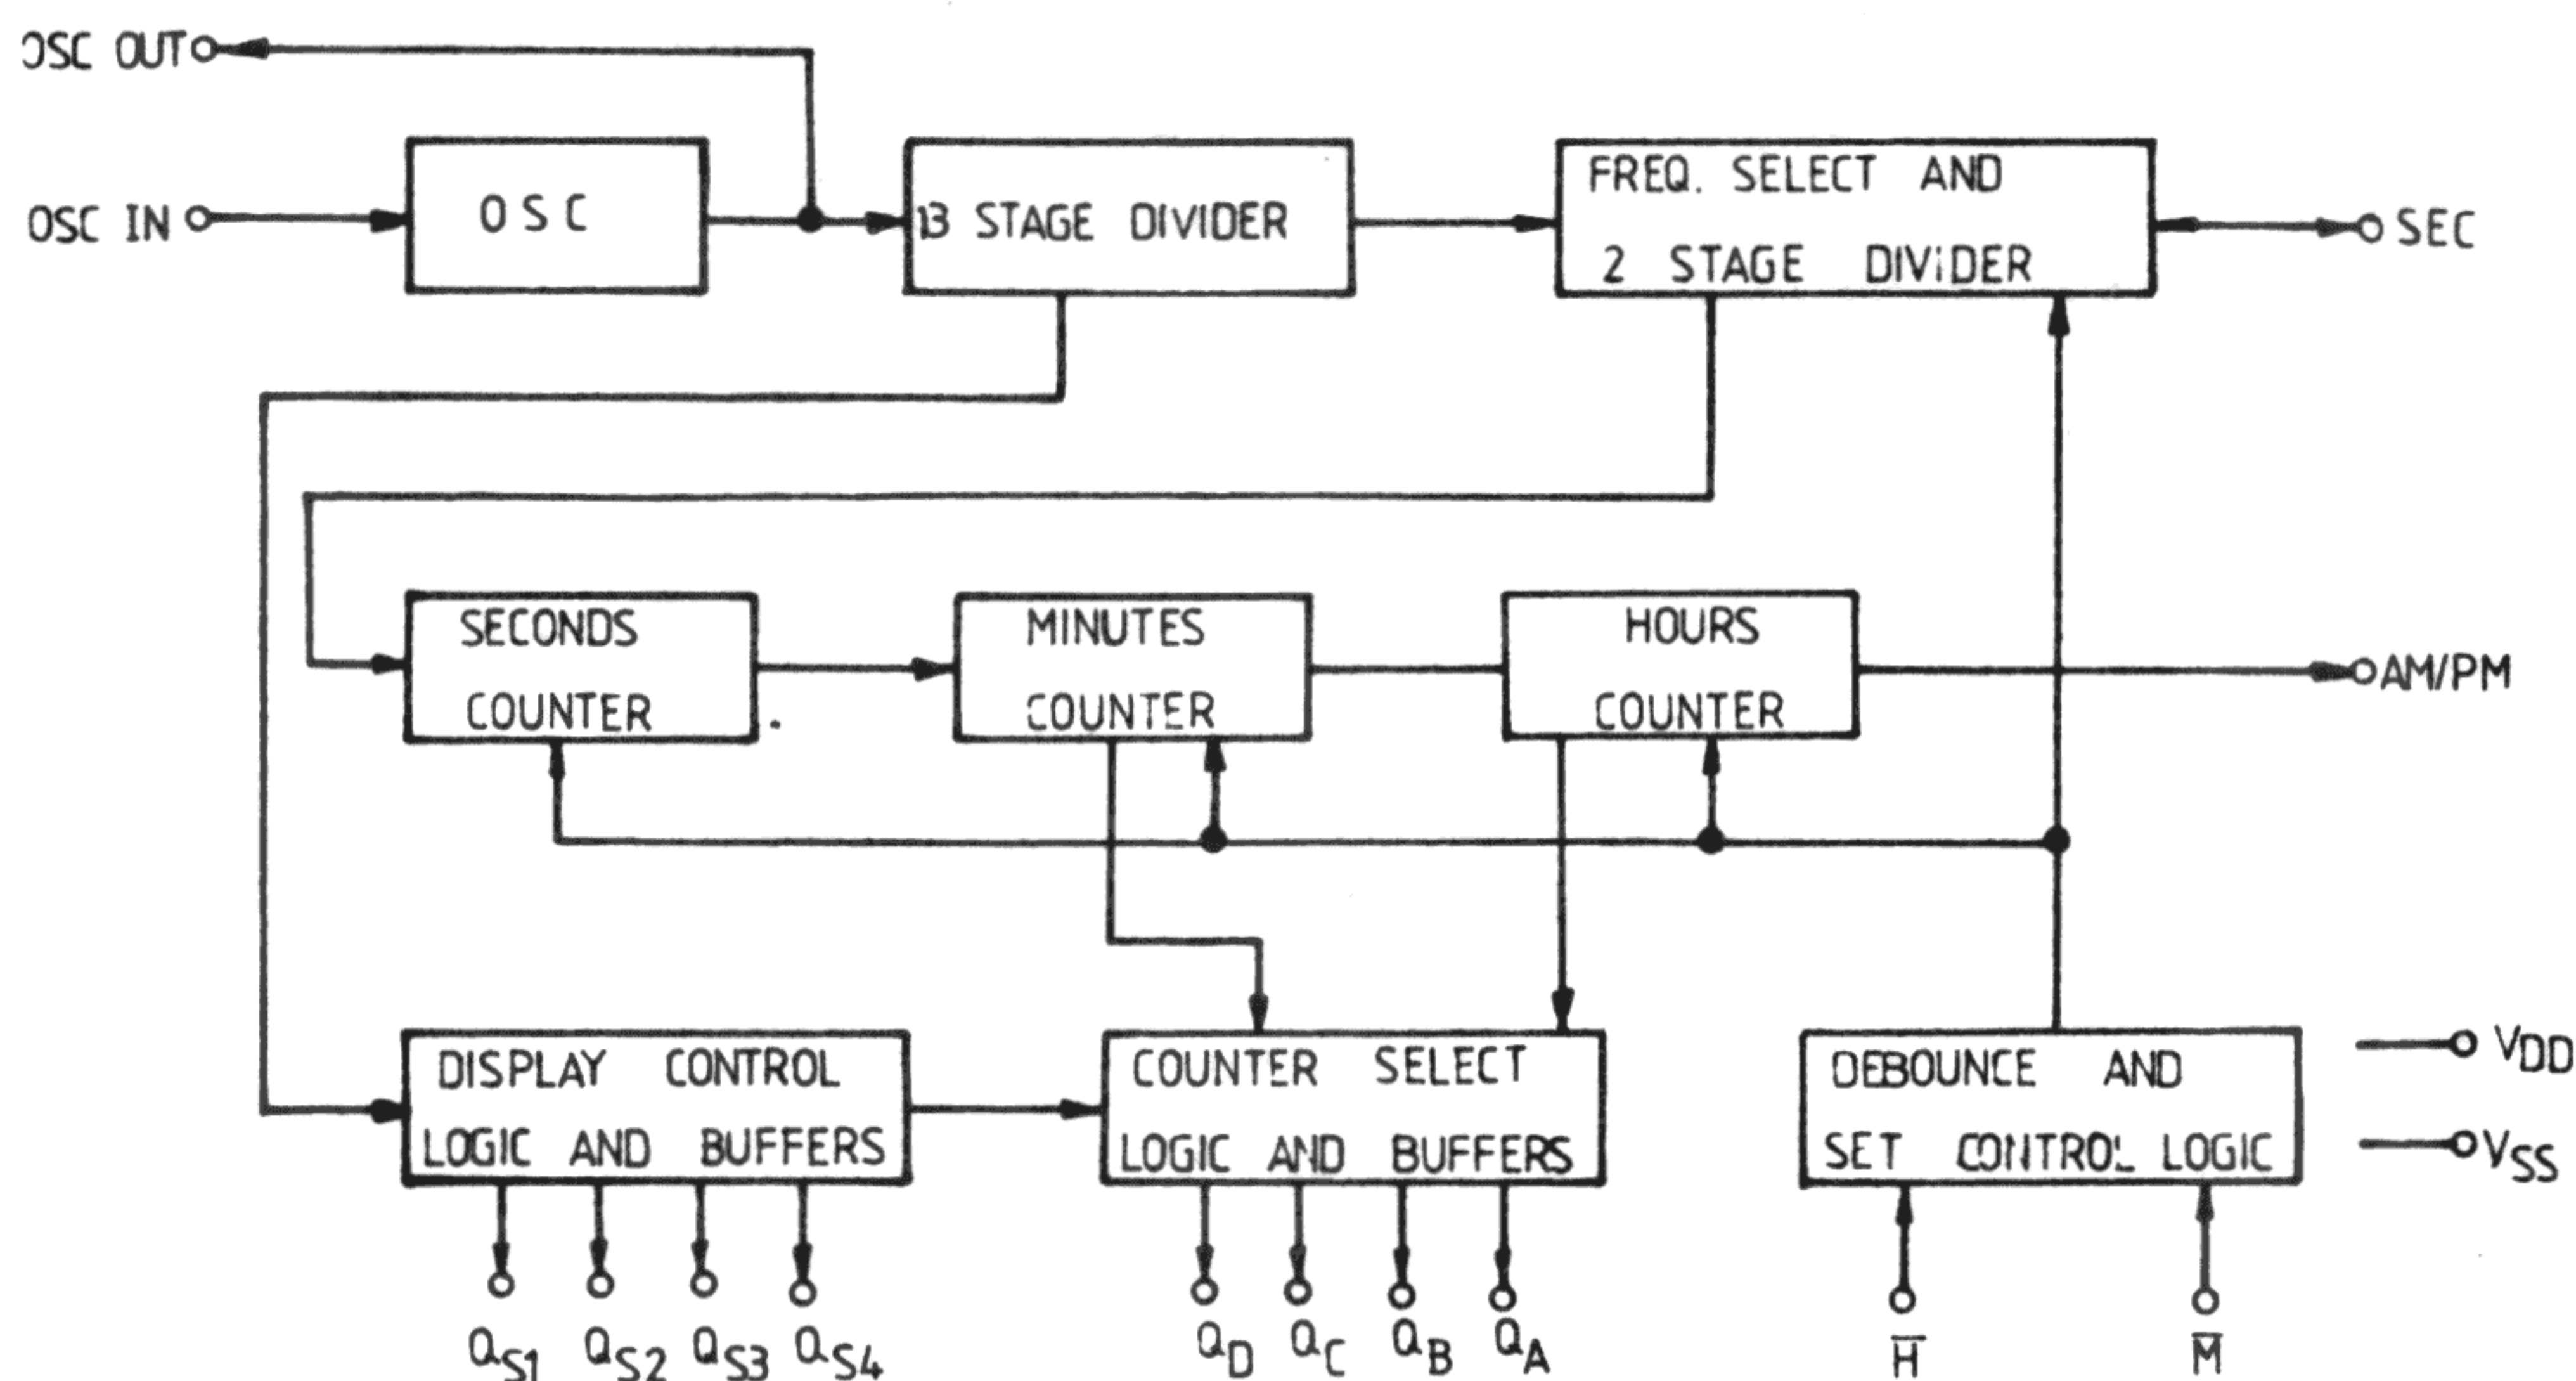 OSC OUT
OSC IN
OSC
13 STAGE DIVIDER
FREQ. SELECT AND
2 STAGE DIVIDER
SEC
SECONDS
COUNTER
MINUTES
COUNTER
HOURS
COUNTER
AM/PM
DISPLAY CONTROL
LOGIC AND BUFFERS
COUNTER SELECT
LOGIC AND BUFFERS
DEBOUNCE AND
SET CONTROL LOGIC
VDD
VSS
QS1 QS2 QS3 QS4
QD QC QB QA
H̅ M̅